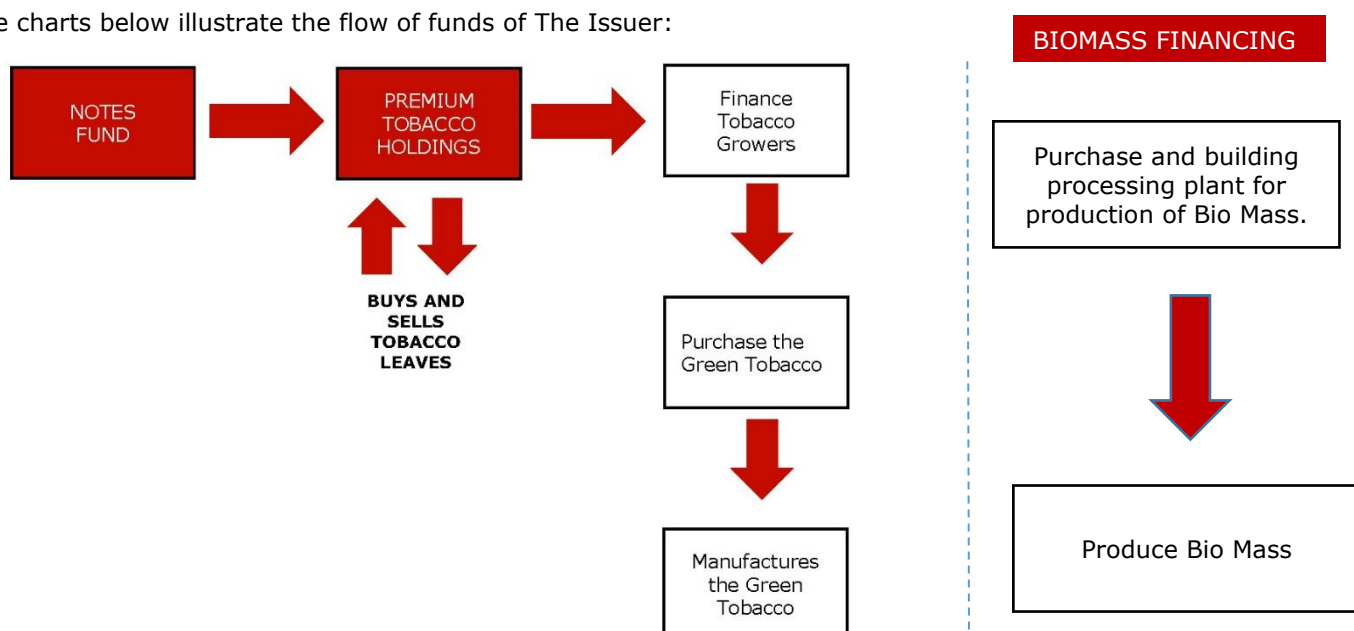 e charts below illustrate the flow of funds of The Issuer:
NOTES
FUND
PREMIUM
TOBACCO
HOLDINGS
Finance
Tobacco
Growers
BUYS AND
SELLS
TOBACCO
LEAVES
Purchase the
Green Tobacco
Manufactures
the Green
Tobacco
BIOMASS FINANCING
Purchase and building
processing plant for
production of Bio Mass.
Produce Bio Mass